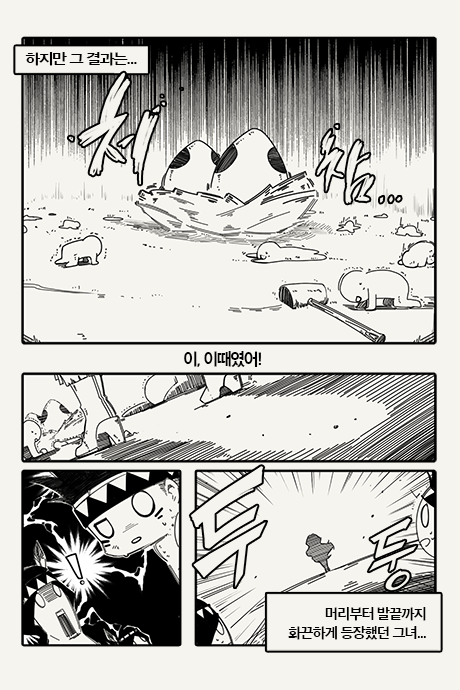 하지만 그 결과는...
처
참...
이, 이때였어!
!
두
둥
머리부터 발끝까지
화끈하게 등장했던 그녀...